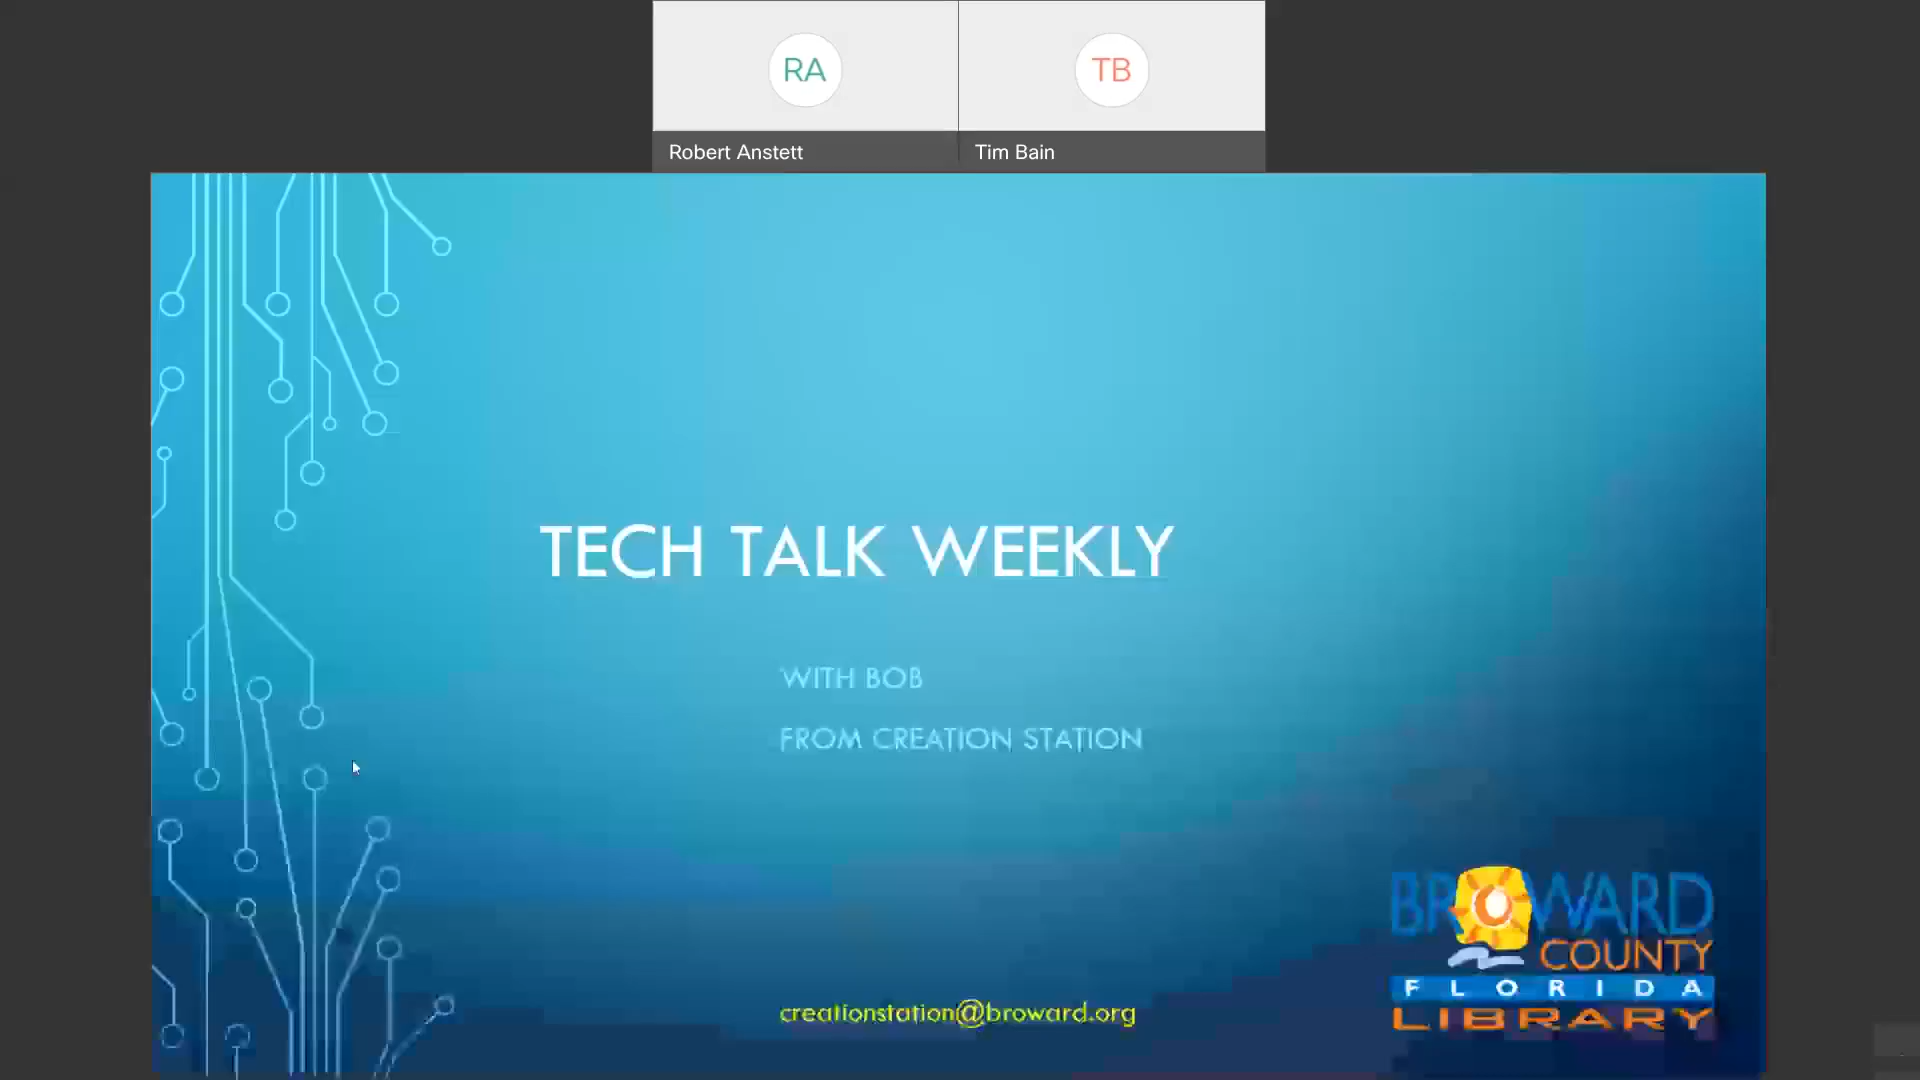 RA
TB
Robert Anstett
Tim Bain
TECH TALK WEEKLY
WITH BOB
FROM CREATION STATION
creationstation@broward.org
BROWARD
COUNTY
FLORIDA
LIBRARY